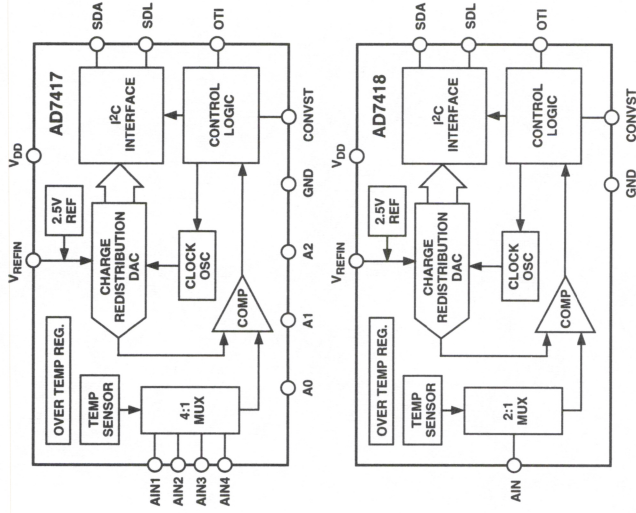 AD7417
SDA
SDL
OTI
I²C
INTERFACE
CONTROL
LOGIC
CONVST
GND
VDD
VREFIN
2.5V
REF
CHARGE
REDISTRIBUTION
DAC
CLOCK
OSC
COMP
A2
A1
A0
OVER TEMP REG.
TEMP
SENSOR
4:1
MUX
AIN1
AIN2
AIN3
AIN4
AD7418
SDA
SDL
OTI
I²C
INTERFACE
CONTROL
LOGIC
CONVST
GND
VDD
VREFIN
2.5V
REF
CHARGE
REDISTRIBUTION
DAC
CLOCK
OSC
COMP
OVER TEMP REG.
TEMP
SENSOR
2:1
MUX
AIN